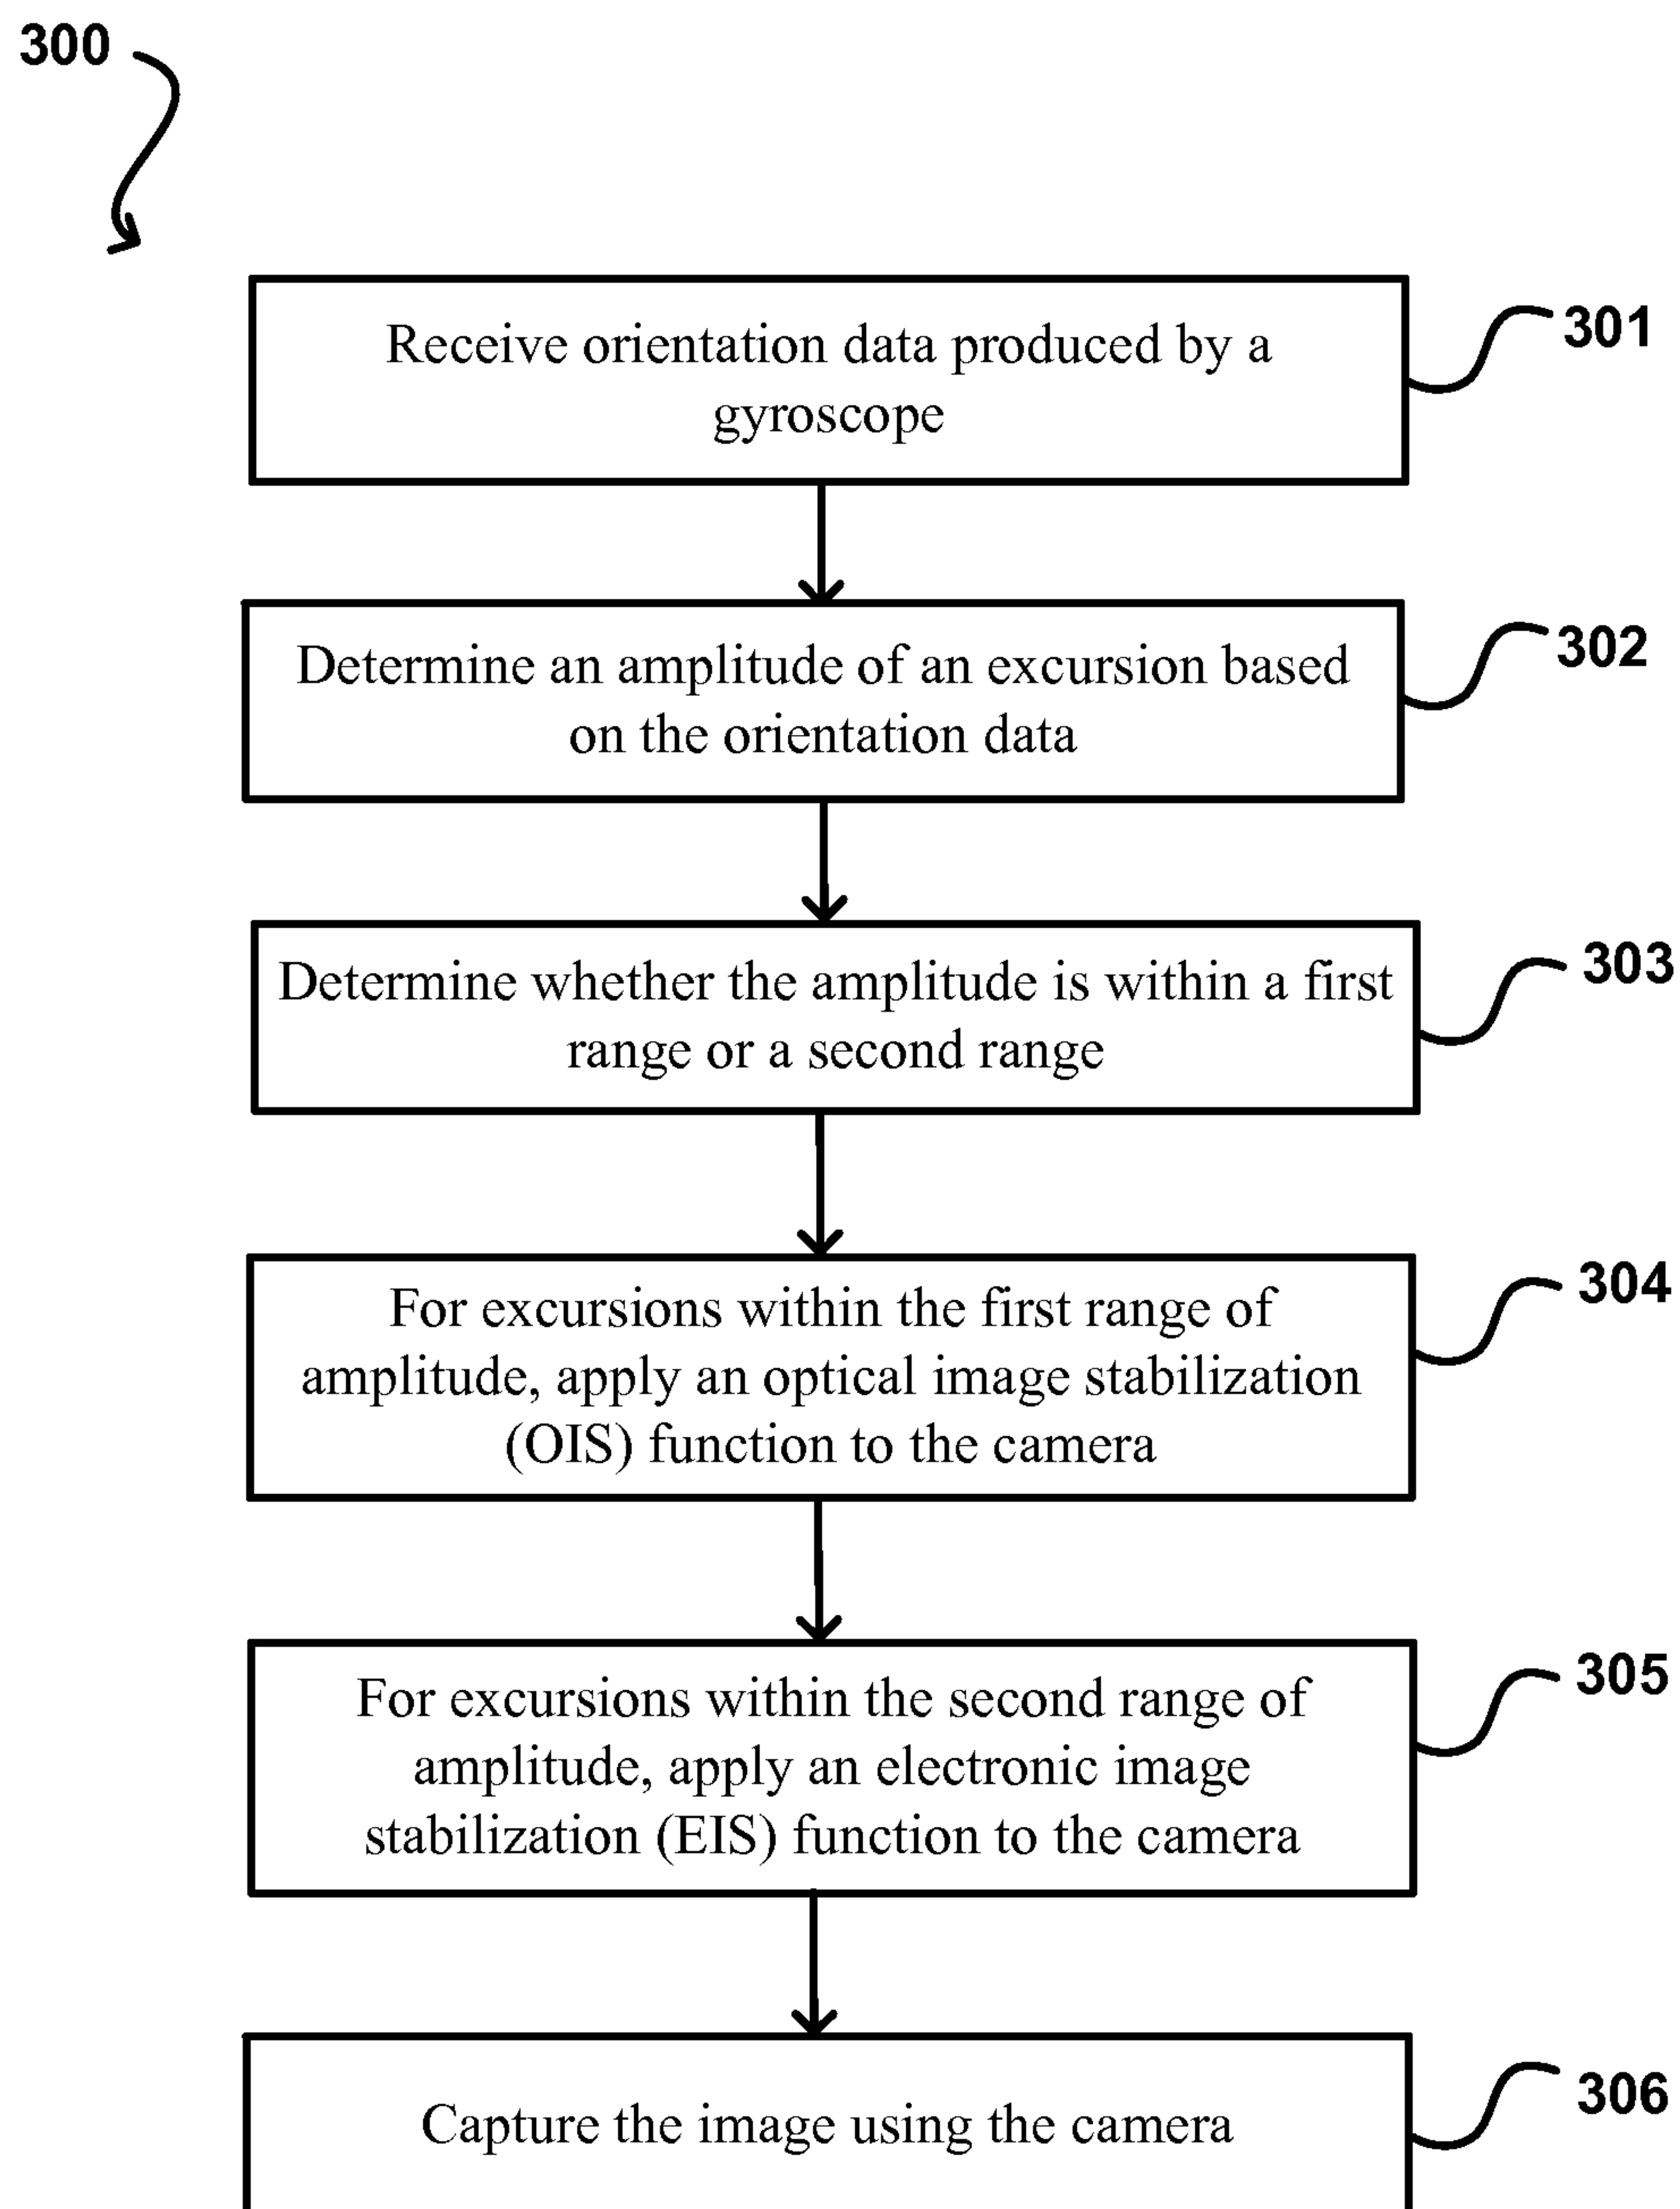 300
Receive orientation data produced by a
gyroscope
301
Determine an amplitude of an excursion based
on the orientation data
302
Determine whether the amplitude is within a first
range or a second range
303
For excursions within the first range of
amplitude, apply an optical image stabilization
(OIS) function to the camera
304
For excursions within the second range of
amplitude, apply an electronic image
stabilization (EIS) function to the camera
305
Capture the image using the camera
306